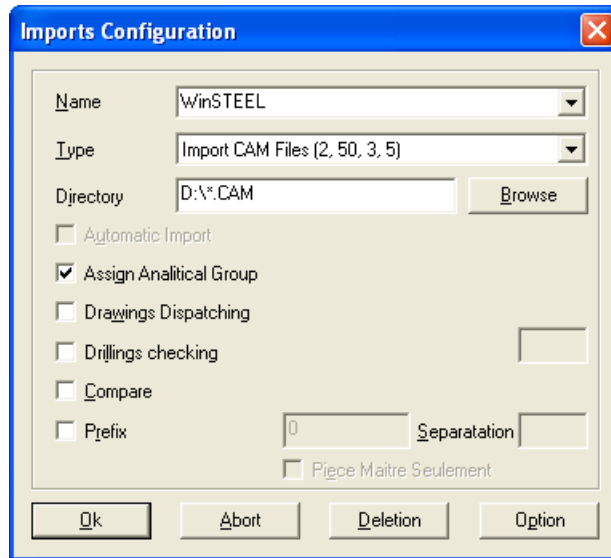 Imports Configuration
Name WinSTEEL
Type Import CAM Files (2, 50, 3, 5)
Directory D:\*.CAM Browse
Automatic Import
Assign Analitical Group
Drawings Dispatching
Drillings checking
Compare
Prefix 0 Separatation
Piece Maitre Seulement
Ok Abort Deletion Option